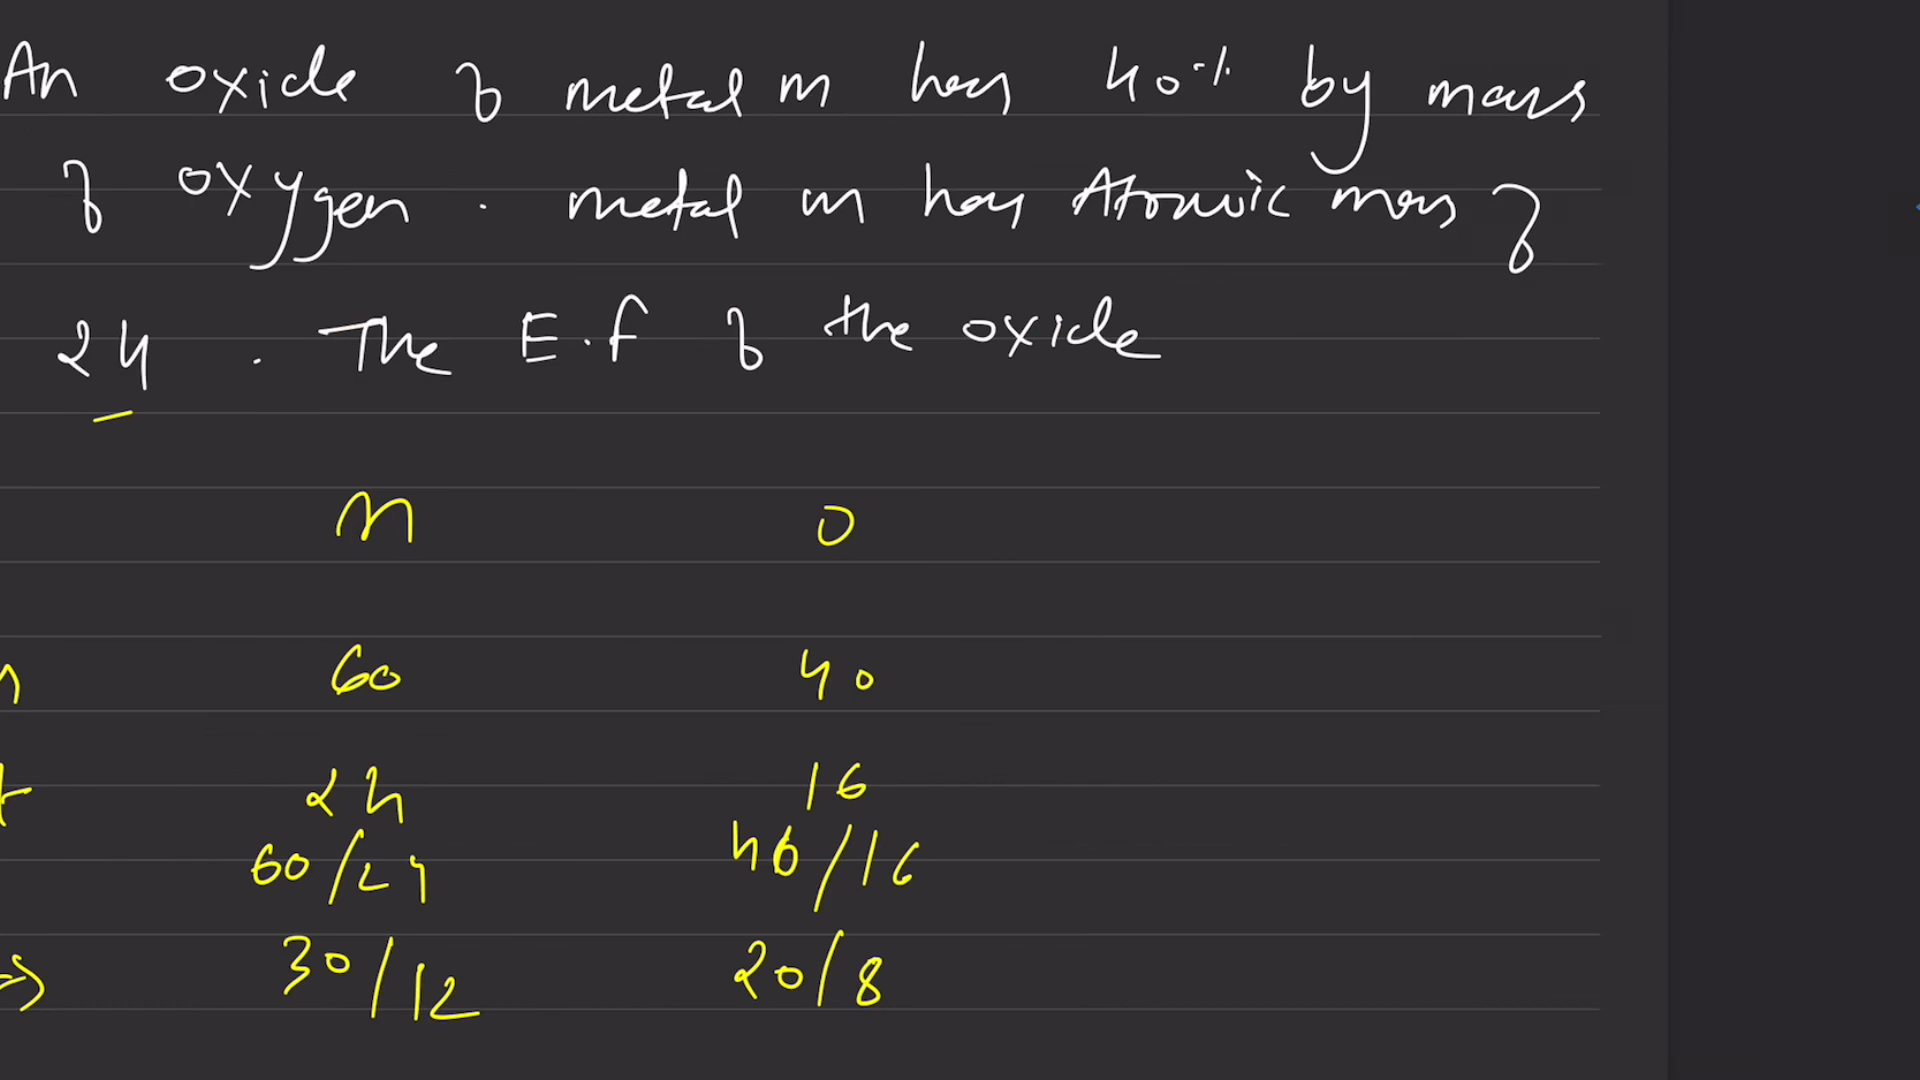 An oxide of metal m has 40% by mass
of oxygen. metal m has Atomic mass of
24. The E.f of the oxide
M O
60 40
24 16
60/24 40/16
=> 30/12 20/8